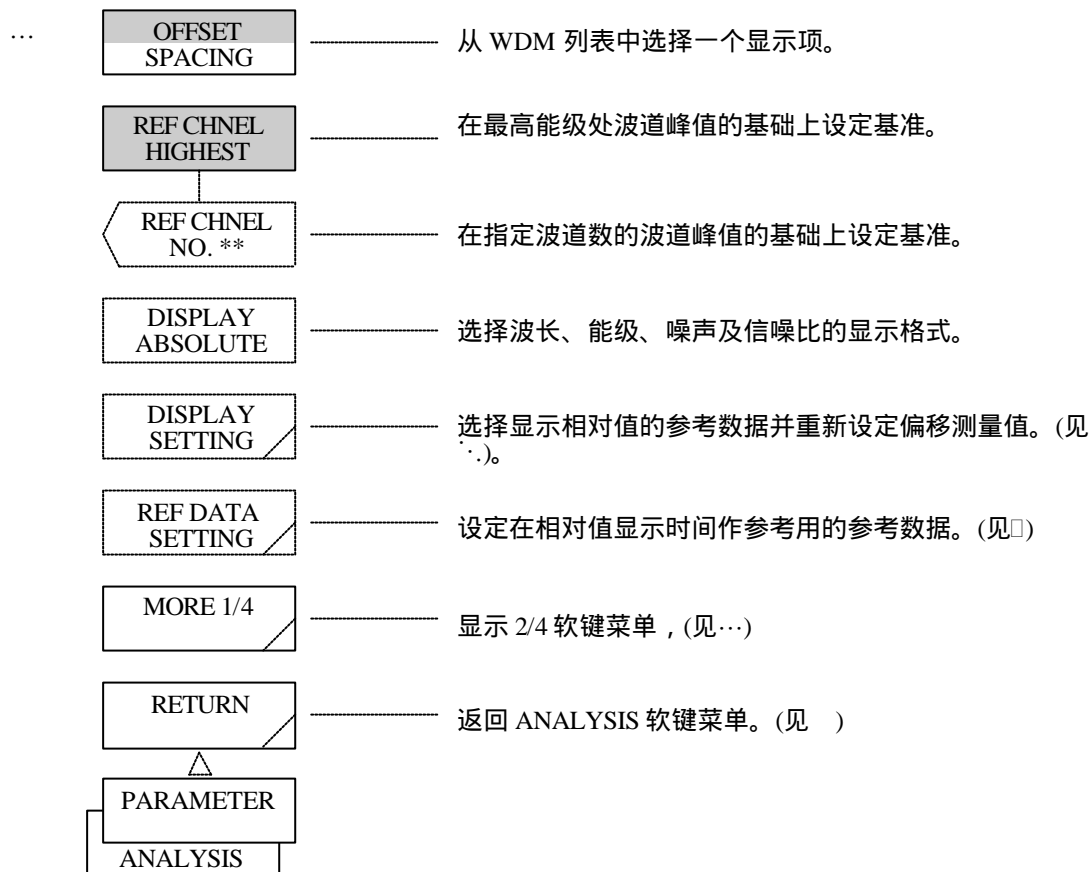 …
OFFSET
SPACING
从 WDM 列表中选择一个显示项。
REF CHNEL
HIGHEST
在最高能级处波道峰值的基础上设定基准。
REF CHNEL
NO. **
在指定波道数的波道峰值的基础上设定基准。
DISPLAY
ABSOLUTE
选择波长、能级、噪声及信噪比的显示格式。
DISPLAY
SETTING
选择显示相对值的参考数据并重新设定偏移测量值。(见
⋱)。
REF DATA
SETTING
设定在相对值显示时间作参考用的参考数据。(见□)
MORE 1/4
显示 2/4 软键菜单，(见⋯)
RETURN
返回 ANALYSIS 软键菜单。(见 )
PARAMETER
ANALYSIS